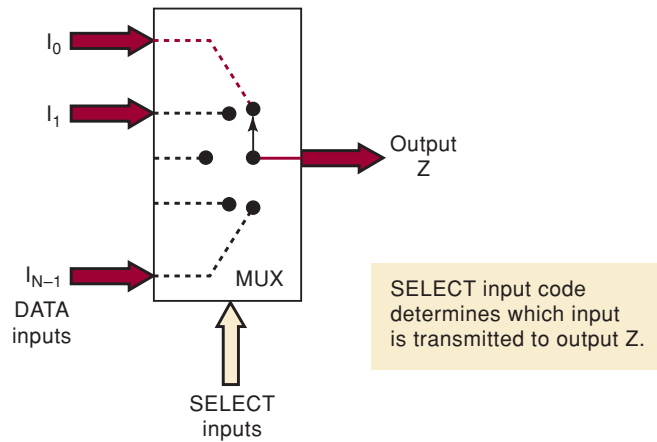 I0
I1
Output
Z
IN–1
MUX
DATA
inputs
SELECT input code
determines which input
is transmitted to output Z.
SELECT
inputs